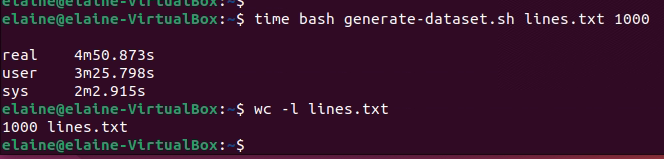 elaine@elaine-VirtualBox:~$
elaine@elaine-VirtualBox:~$ time bash generate-dataset.sh lines.txt 1000
real 4m50.873s
user 3m25.798s
sys 2m2.915s
elaine@elaine-VirtualBox:~$ wc -l lines.txt
1000 lines.txt
elaine@elaine-VirtualBox:~$